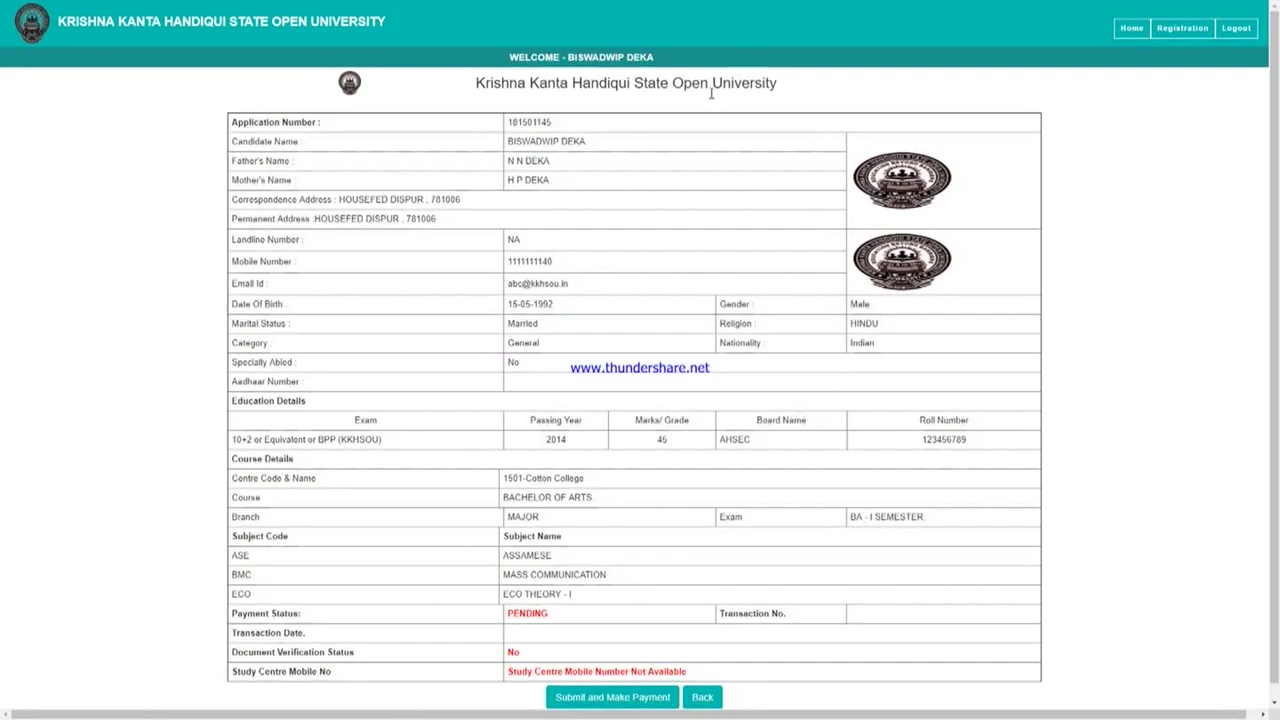 KRISHNA KANTA HANDIQUI STATE OPEN UNIVERSITY
Home Registration Logout
WELCOME - BISWADWIP DEKA
Krishna Kanta Handiqui State Open University
Application Number : 181501145
Candidate Name : BISWADWIP DEKA
Father's Name : N N DEKA
Mother's Name : H P DEKA
Correspondence Address : HOUSEFED DISPUR , 781006
Permanent Address :HOUSEFED DISPUR , 781006
Landline Number : NA
Mobile Number : 1111111140
Email Id : abc@kkhsou.in
Date Of Birth 15-05-1992 Gender : Male
Marital Status : Married Religion : HINDU
Category : General Nationality : Indian
Specially Abled : No
www.thundershare.net
Aadhaar Number :
Education Details
Exam Passing Year Marks/ Grade Board Name Roll Number
10+2 or Equivalent or BPP (KKHSOU) 2014 45 AHSEC 123456789
Course Details
Centre Code & Name 1501-Cotton College
Course BACHELOR OF ARTS
Branch MAJOR Exam BA - I SEMESTER
Subject Code Subject Name
ASE ASSAMESE
BMC MASS COMMUNICATION
ECO ECO THEORY - I
Payment Status: PENDING Transaction No.
Transaction Date.
Document Verification Status No
Study Centre Mobile No Study Centre Mobile Number Not Available
Submit and Make Payment Back